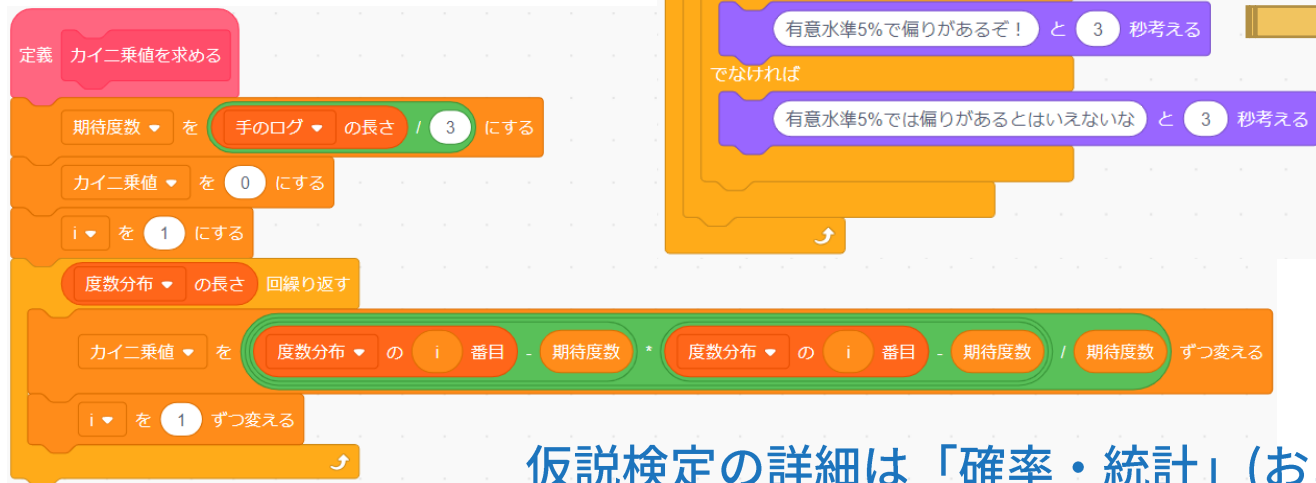 定義 カイ二乗値を求める
期待度数 を 手のログ の長さ / 3 にする
カイ二乗値 を 0 にする
i を 1 にする
度数分布 の長さ 回繰り返す
カイ二乗値 を 度数分布 の i 番目 - 期待度数 * 度数分布 の i 番目 - 期待度数 / 期待度数 ずつ変える
i を 1 ずつ変える
有意水準5%で偏りがあるぞ! と 3 秒考える
でなければ
有意水準5%では偏りがあるとはいえないな と 3 秒考える
仮説検定の詳細は「確率・統計」(お